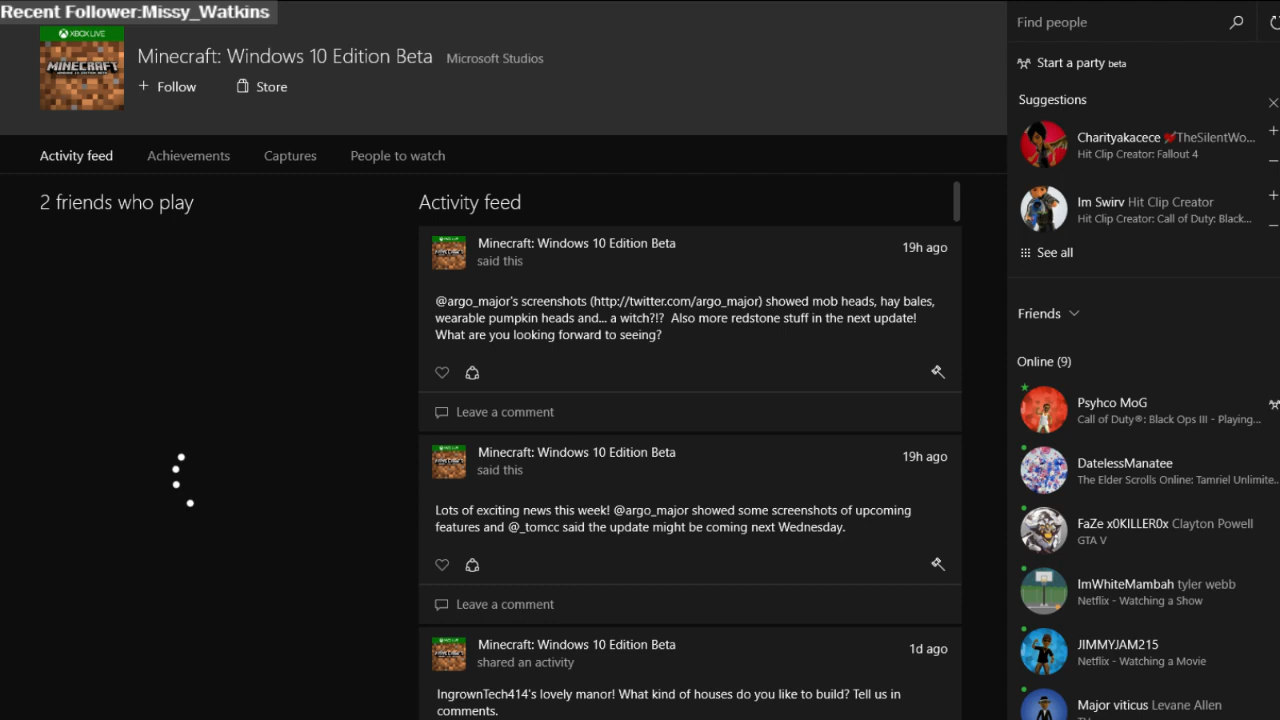 Recent Follower:Missy_Watkins
XBOX LIVE
MINECRAFT
Minecraft: Windows 10 Edition Beta Microsoft Studios
+ Follow Store
Activity feed Achievements Captures People to watch
2 friends who play
Activity feed
Minecraft: Windows 10 Edition Beta 19h ago
said this
@argo_major's screenshots (http://twitter.com/argo_major) showed mob heads, hay bales,
wearable pumpkin heads and... a witch?!? Also more redstone stuff in the next update!
What are you looking forward to seeing?
Leave a comment
Minecraft: Windows 10 Edition Beta 19h ago
said this
Lots of exciting news this week! @argo_major showed some screenshots of upcoming
features and @_tomcc said the update might be coming next Wednesday.
Leave a comment
Minecraft: Windows 10 Edition Beta 1d ago
shared an activity
IngrownTech414's lovely manor! What kind of houses do you like to build? Tell us in
comments.
Find people
Start a party beta
Suggestions
Charityakacece TheSilentWo...
Hit Clip Creator: Fallout 4
Im Swirv Hit Clip Creator
Hit Clip Creator: Call of Duty: Black...
See all
Friends
Online (9)
Psyhco MoG
Call of Duty®: Black Ops III - Playing...
DatelessManatee
The Elder Scrolls Online: Tamriel Unlimite..
FaZe x0KILLER0x Clayton Powell
GTA V
ImWhiteMambah tyler webb
Netflix - Watching a Show
JIMMYJAM215
Netflix - Watching a Movie
Major viticus Levane Allen